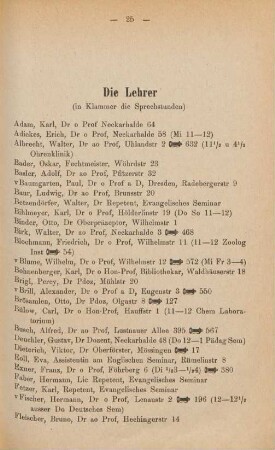 — 25 —
Die Lehrer
(in Klammer die Sprechstunden)
Adam, Karl, Dr o Prof Neckarhalde 64
Adickes, Erich, Dr o Prof, Neckarhalde 58 (Mi 11—12)
Albrecht, Walter, Dr ao Prof, Uhlandstr 2 632 (11½ o 4½
Ohrenklinik)
Bader, Oskar, Fechtmeister, Wöhrdstr 23
Basler, Adolf, Dr ao Prof, Pfizerstr 32
v Baumgarten, Paul, Dr o Prof a D, Dresden, Radebergerstr 9
Baur, Ludwig, Dr ao Prof, Brunsstr 20
Betzendörfer, Walter, Dr Repetent, Evangelisches Seminar
Bihlmeyer, Karl, Dr o Prof, Hölderlinstr 19 (Do So 11—12)
Binder, Otto, Dr Oberpräzeptor, Wilhelmstr 1
Birk, Walter, Dr ao Prof, Neckarhalde 3 468
Blochmann, Friedrich, Dr o Prof, Wilhelmstr 11 (11—12 Zoolog
Inst 54)
v Blume, Wilhelm, Dr o Prof, Wilhelmstr 12 572 (Mi Fr 3—4)
Bohnenberger, Karl, Dr o Hon-Prof, Bibliothekar, Waldhäuserstr 18
Brigl, Percy, Dr Pdoz, Wilhelmstr 20
v Brill, Alexander, Dr o Prof a D, Eugenstr 3 550
Brösamlen, Otto, Dr Pdoz, Olgastr 8 127
Bülow, Carl, Dr o Hon-Prof, Hauffstr 1 (11—12 Chem Labora-
torium)
Busch, Alfred, Dr ao Prof, Lustnauer Allee 395 567
Deuchler, Gustav, Dr Dozent, Neckarhalde 48 (Do 12—1 Pädag Sem)
Dieterich, Viktor, Dr Oberförster, Mössingen 17
Roll, Eva, Assistentin am Englischen Seminar, Rümelinstr 8
Exner, Franz, Dr o Prof, Föhrberg 6 (Di ¼3—¼4) 380
Faber, Hermann, Lic Repetent, Evangelisches Seminar
Fezer, Karl, Repetent, Evangelisches Seminar
v Fischer, Hermann, Dr o Prof, Lenaustr 2 196 (12—12½
ausser Do Deutsches Sem)
Fleischer, Bruno, Dr ao Prof, Hechingerstr 14